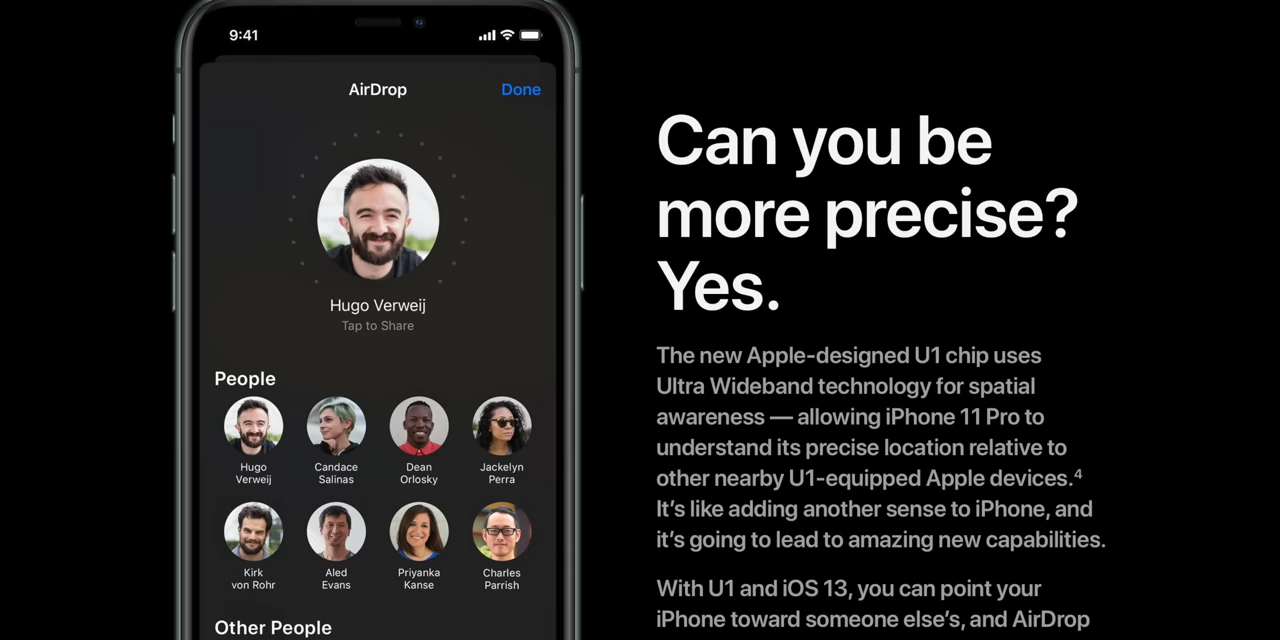 9:41
AirDrop
Done
Hugo Verweij
Tap to Share
People
Hugo
Verweij
Candace
Salinas
Dean
Orlosky
Jackelyn
Perra
Kirk
von Rohr
Aled
Evans
Priyanka
Kanse
Charles
Parrish
Other People
Can you be
more precise?
Yes.
The new Apple-designed U1 chip uses
Ultra Wideband technology for spatial
awareness — allowing iPhone 11 Pro to
understand its precise location relative to
other nearby U1-equipped Apple devices.⁴
It’s like adding another sense to iPhone, and
it’s going to lead to amazing new capabilities.
With U1 and iOS 13, you can point your
iPhone toward someone else’s, and AirDrop